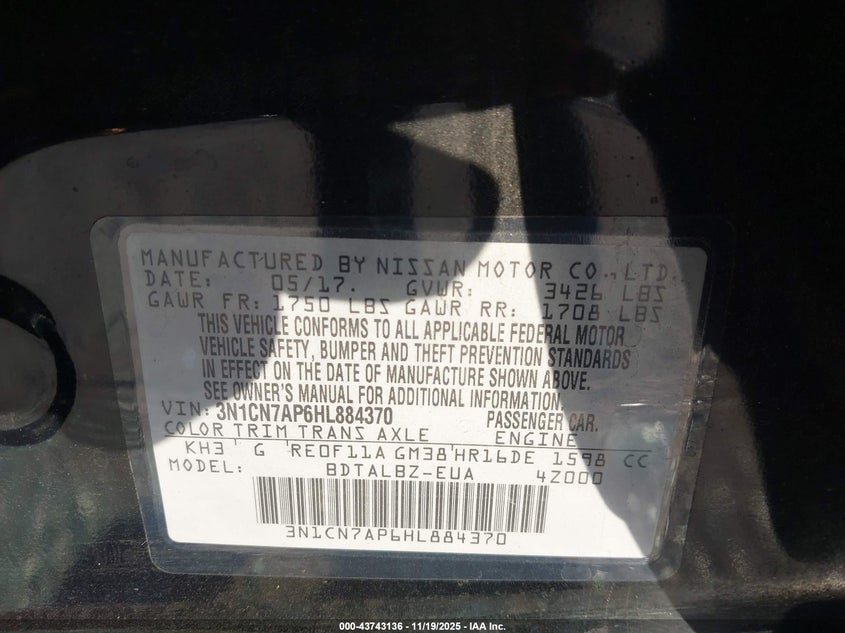 MANUFACTURED BY NISSAN MOTOR CO., LTD.
DATE: 05/17. GVWR: 3426 LBS
GAWR FR: 1750 LBS GAWR RR: 1708 LBS
THIS VEHICLE CONFORMS TO ALL APPLICABLE FEDERAL MOTOR
VEHICLE SAFETY, BUMPER AND THEFT PREVENTION STANDARDS
IN EFFECT ON THE DATE OF MANUFACTURE SHOWN ABOVE.
SEE OWNER'S MANUAL FOR ADDITIONAL INFORMATION.
VIN: 3N1CN7AP6HL884370 PASSENGER CAR.
COLOR TRIM TRANS AXLE ENGINE
KH3 ' G 'RE0F11A GM38'HR16DE 1598 CC
MODEL: BDTALBZ-EUA 4Z000
3N1CN7AP6HL884370
000-43743136 - 11/19/2025 - IAA Inc.